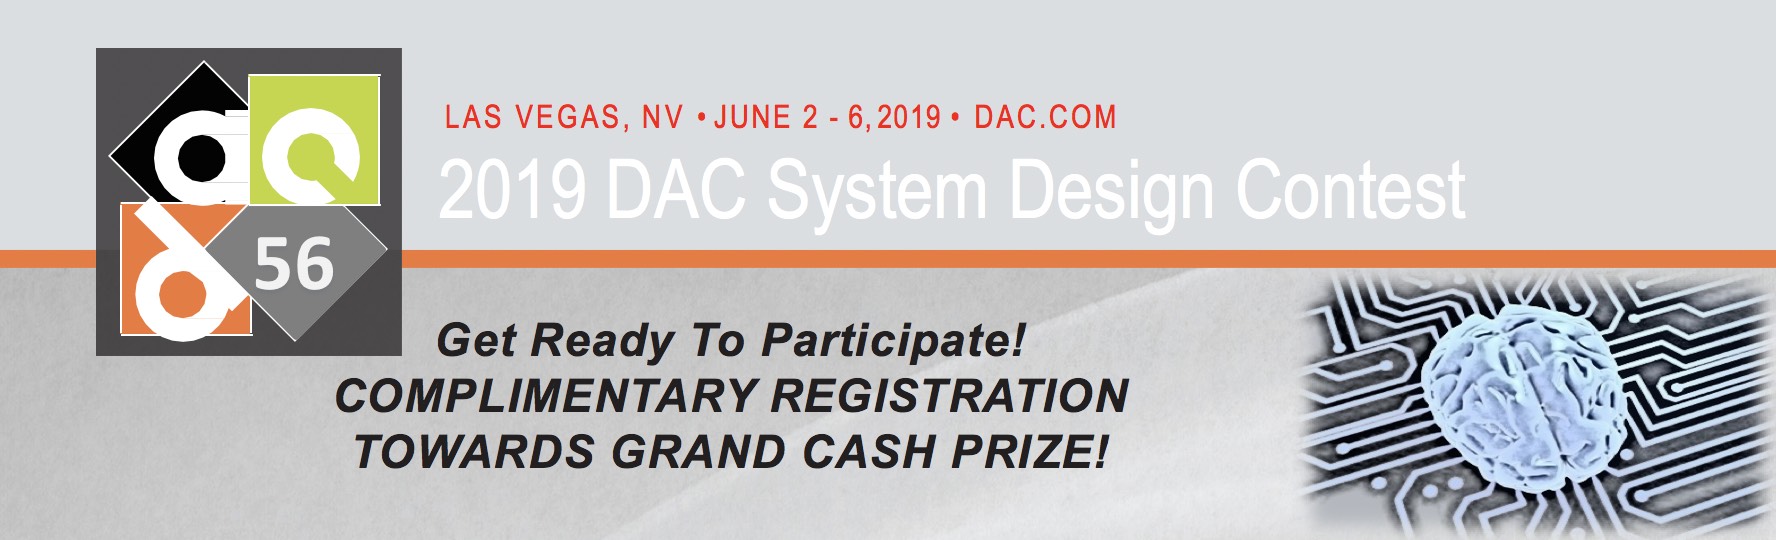 dac
56
LAS VEGAS, NV • JUNE 2 - 6, 2019 • DAC.COM
2019 DAC System Design Contest
Get Ready To Participate!
COMPLIMENTARY REGISTRATION
TOWARDS GRAND CASH PRIZE!